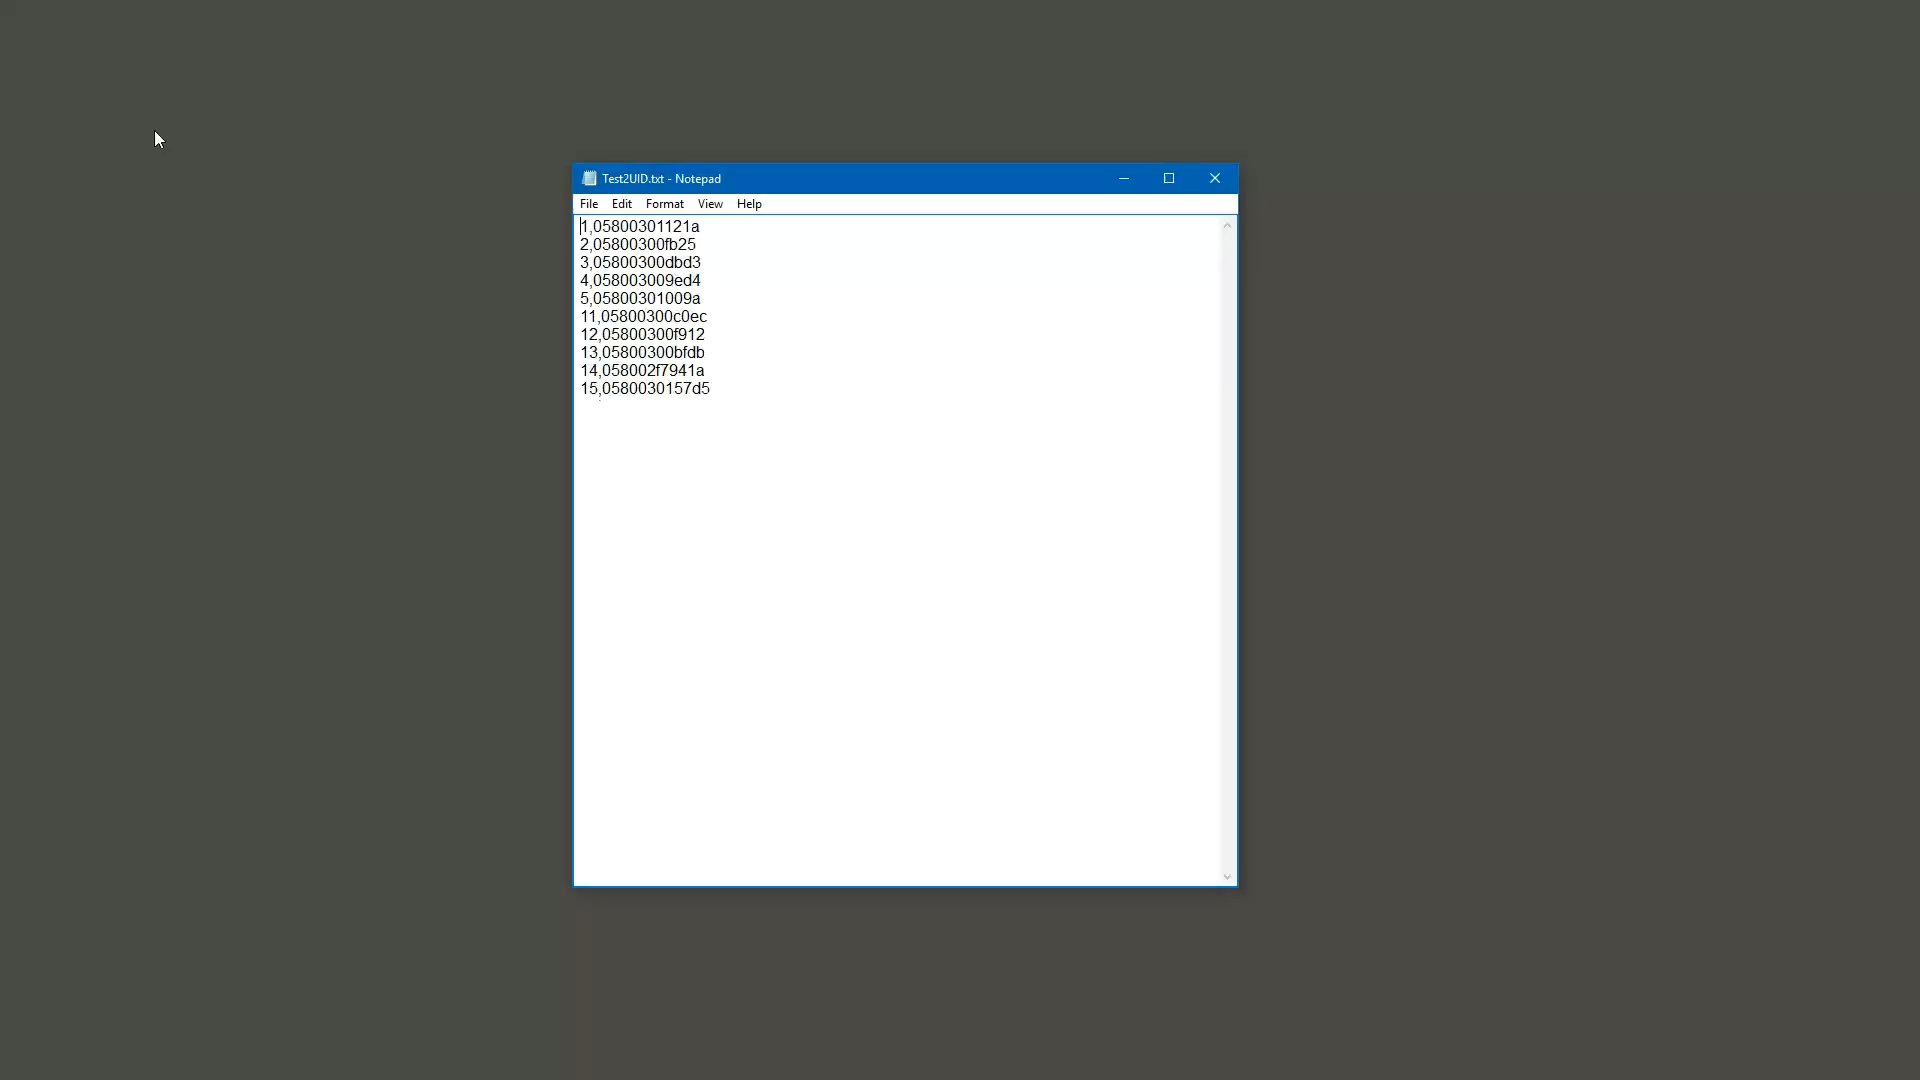 Test2UID.txt - Notepad
File Edit Format View Help
1,05800301121a
2,05800300fb25
3,05800300dbd3
4,058003009ed4
5,05800301009a
11,05800300c0ec
12,05800300f912
13,05800300bfdb
14,058002f7941a
15,0580030157d5